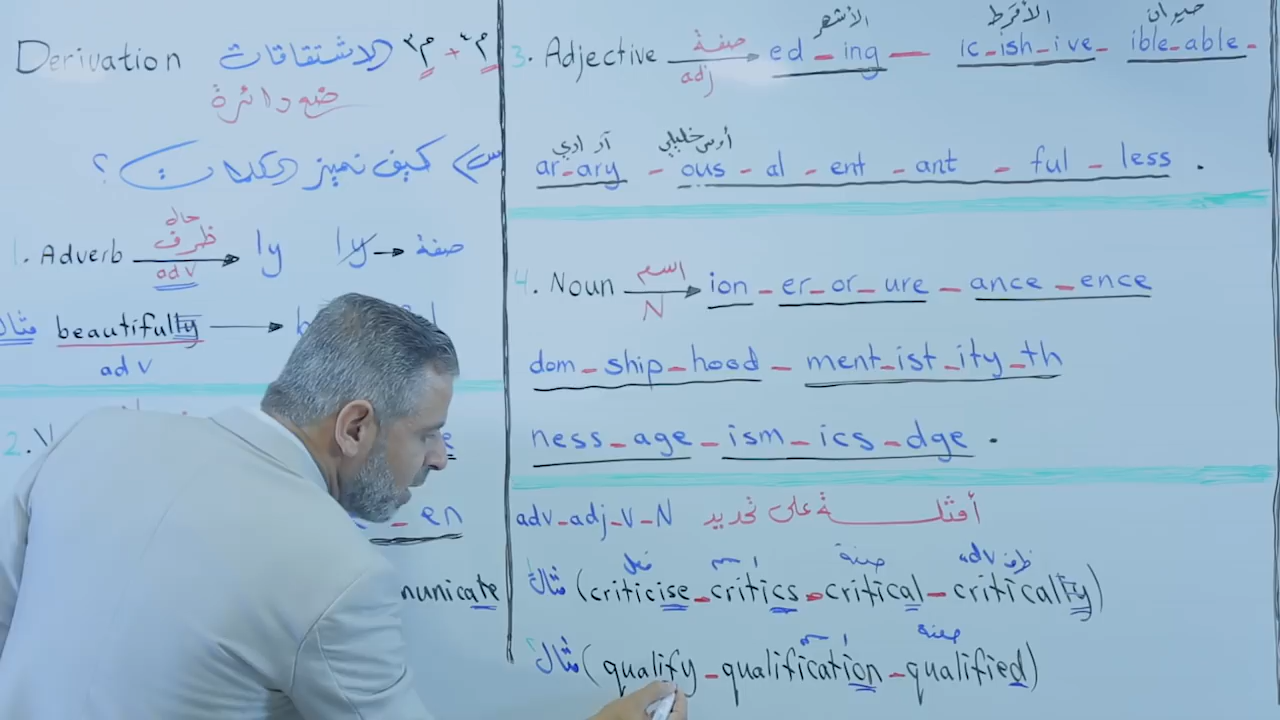 Derivation الاشتقاقات م٣ + م٤
ضع دائرة
س/ كيف نميز الكلمات ؟
حال
1. Adverb ظرف → ly ly → صفة
adv
مثال beautifully →
adv
2. V
en
municate
الأشهر الأفرط حيوان
3. Adjective صفة → ed - ing - ic - ish - ive - ible - able -
adj
آر اري أوس خليلي
ar - ary - ous - al - ent - ant - ful - less .
4. Noun اسم → ion - er - or - ure - ance - ence
N
dom - ship - hood - ment - ist - ity - th
ness - age - ism - ics - dge .
adv - adj - V - N أمثلة على تحديد
فعل اسم صفة ظرف adv
مثال (criticise - critics - critical - critically)
اسم صفة
مثال (qualify - qualification - qualified)